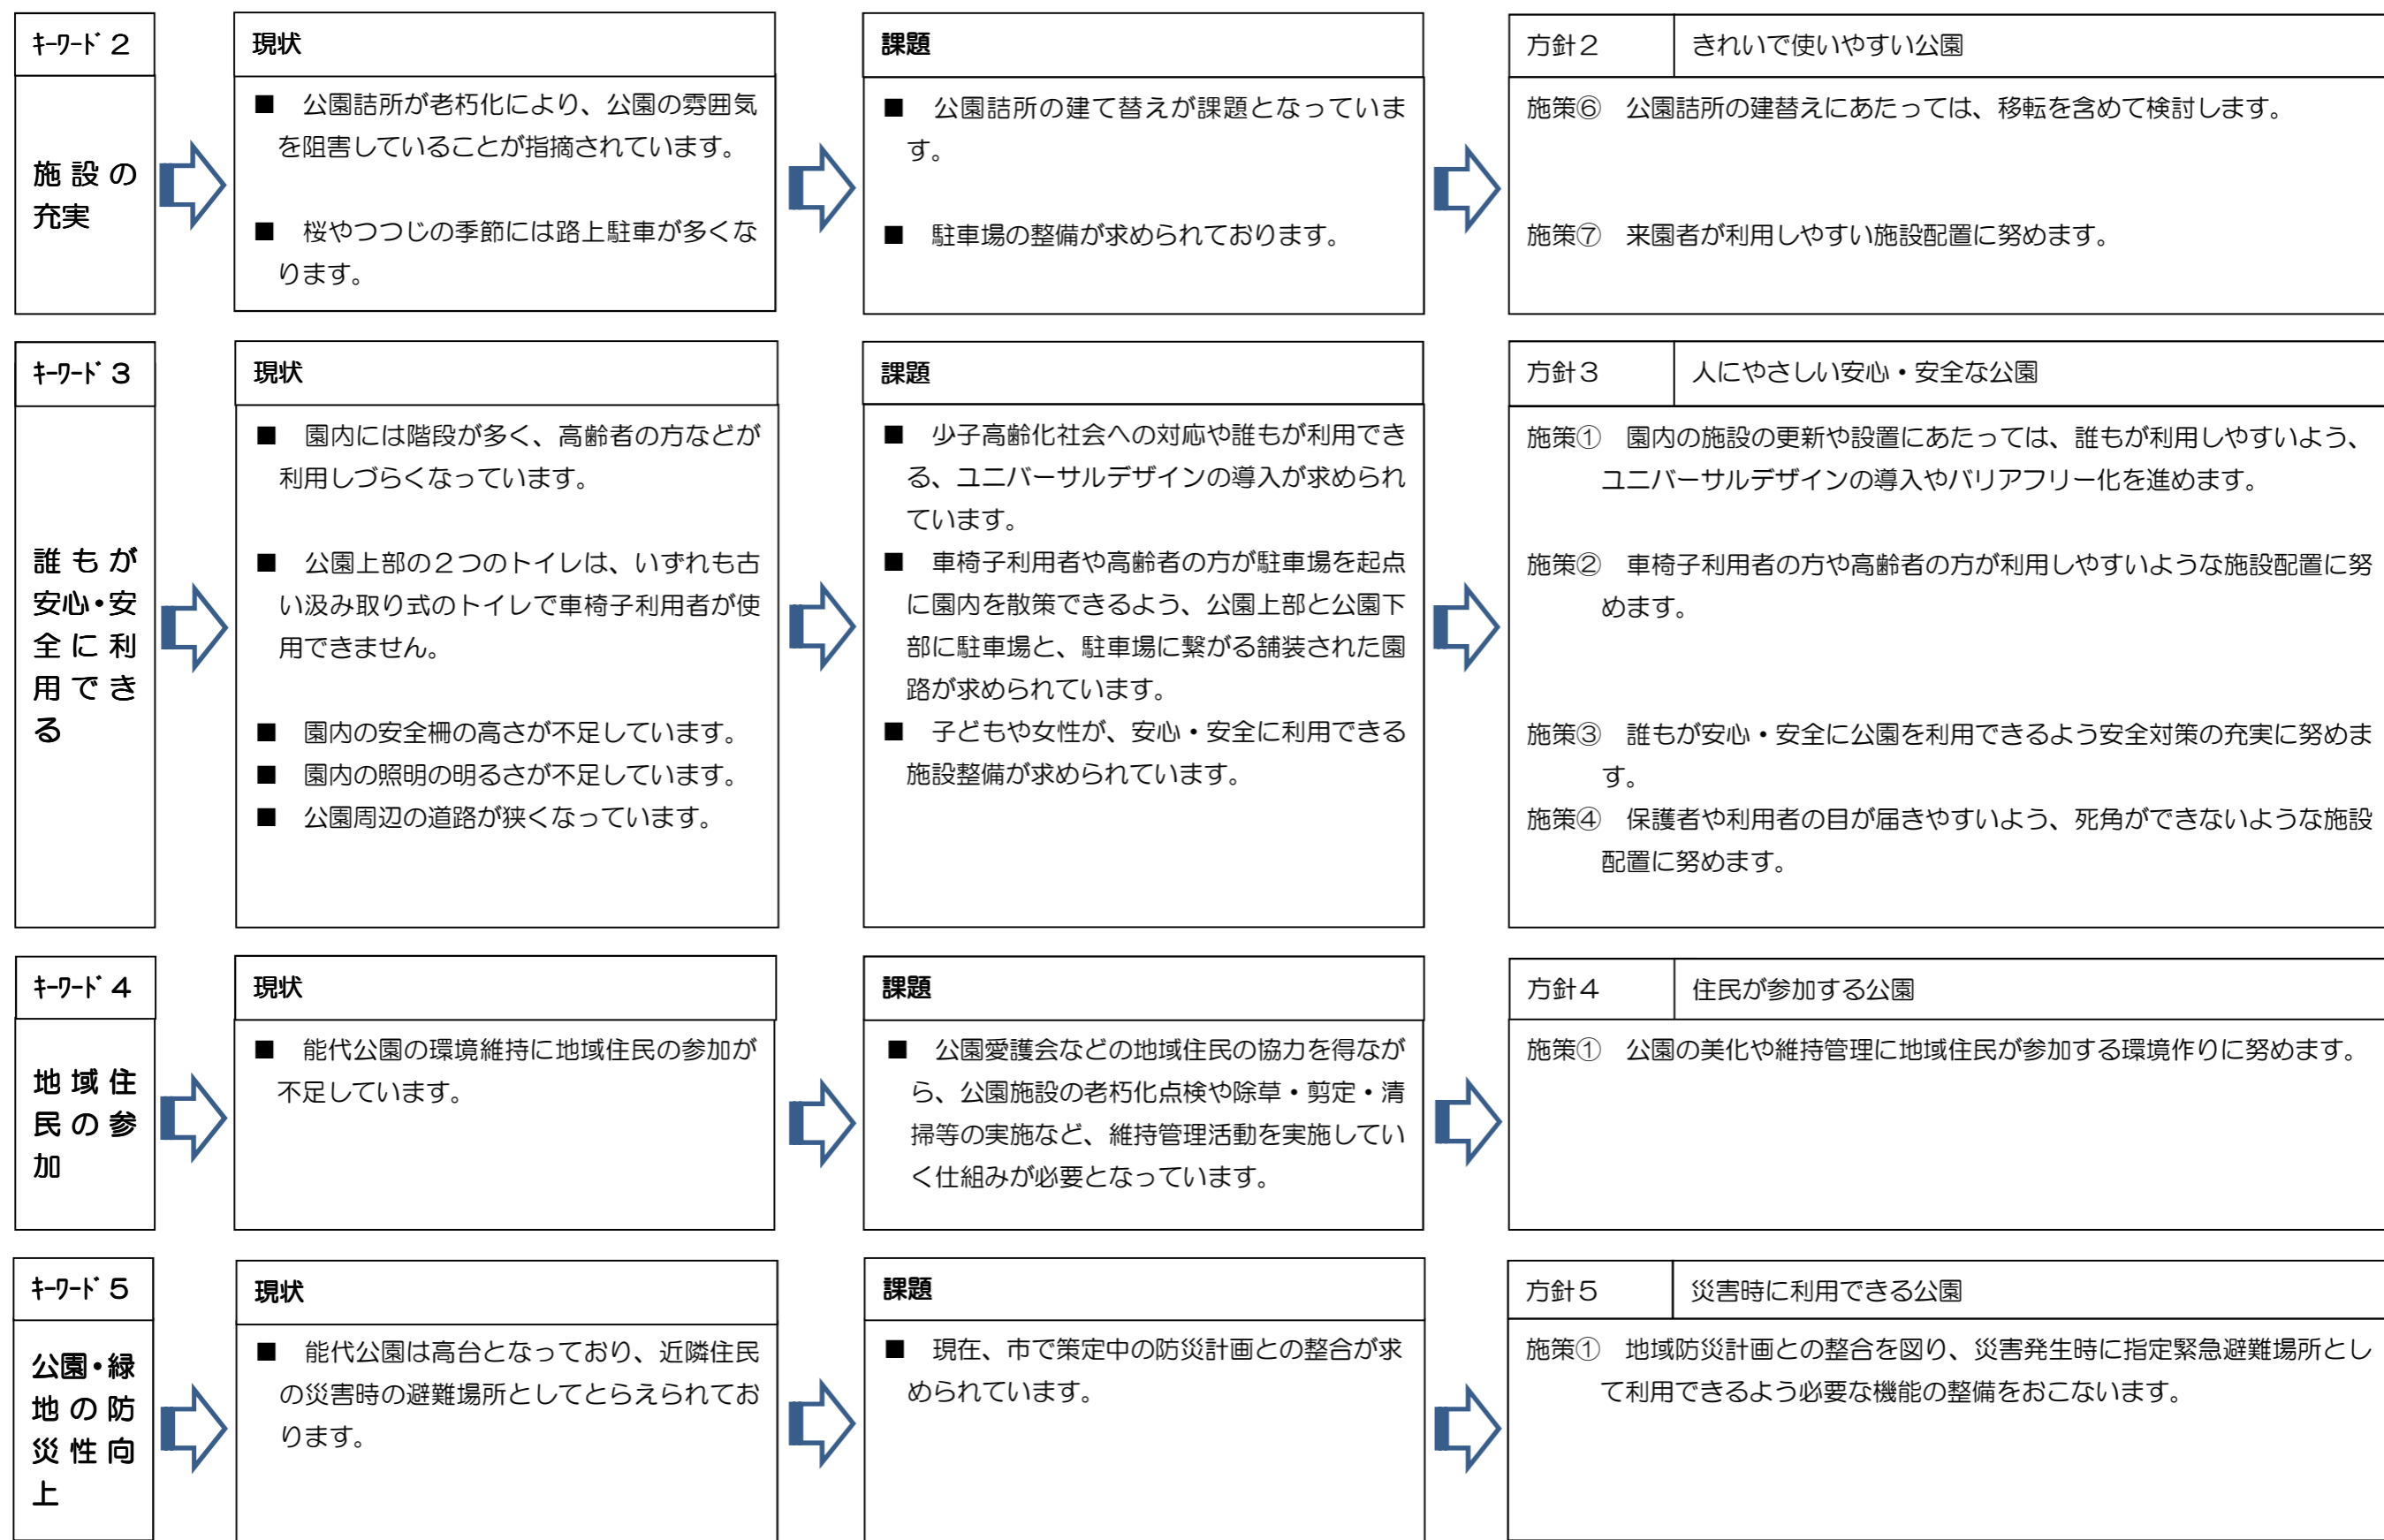 ｷｰﾜｰﾄﾞ２
施設の
充実
現状
■　公園詰所が老朽化により、公園の雰囲気
を阻害していることが指摘されています。
■　桜やつつじの季節には路上駐車が多くな
ります。
課題
■　公園詰所の建て替えが課題となっていま
す。
■　駐車場の整備が求められております。
方針２　きれいで使いやすい公園
施策⑥　公園詰所の建替えにあたっては、移転を含めて検討します。
施策⑦　来園者が利用しやすい施設配置に努めます。
ｷｰﾜｰﾄﾞ３
誰もが
安心・安
全に利
用でき
る
現状
■　園内には階段が多く、高齢者の方などが
利用しづらくなっています。
■　公園上部の２つのトイレは、いずれも古
い汲み取り式のトイレで車椅子利用者が使
用できません。
■　園内の安全柵の高さが不足しています。
■　園内の照明の明るさが不足しています。
■　公園周辺の道路が狭くなっています。
課題
■　少子高齢化社会への対応や誰もが利用でき
る、ユニバーサルデザインの導入が求められ
ています。
■　車椅子利用者や高齢者の方が駐車場を起点
に園内を散策できるよう、公園上部と公園下
部に駐車場と、駐車場に繋がる舗装された園
路が求められています。
■　子どもや女性が、安心・安全に利用できる
施設整備が求められています。
方針３　人にやさしい安心・安全な公園
施策①　園内の施設の更新や設置にあたっては、誰もが利用しやすいよう、
ユニバーサルデザインの導入やバリアフリー化を進めます。
施策②　車椅子利用者の方や高齢者の方が利用しやすいような施設配置に努
めます。
施策③　誰もが安心・安全に公園を利用できるよう安全対策の充実に努めま
す。
施策④　保護者や利用者の目が届きやすいよう、死角ができないような施設
配置に努めます。
ｷｰﾜｰﾄﾞ４
地域住
民の参
加
現状
■　能代公園の環境維持に地域住民の参加が
不足しています。
課題
■　公園愛護会などの地域住民の協力を得なが
ら、公園施設の老朽化点検や除草・剪定・清
掃等の実施など、維持管理活動を実施してい
く仕組みが必要となっています。
方針４　住民が参加する公園
施策①　公園の美化や維持管理に地域住民が参加する環境作りに努めます。
ｷｰﾜｰﾄﾞ５
公園・緑
地の防
災性向
上
現状
■　能代公園は高台となっており、近隣住民
の災害時の避難場所としてとらえられてお
ります。
課題
■　現在、市で策定中の防災計画との整合が求
められています。
方針５　災害時に利用できる公園
施策①　地域防災計画との整合を図り、災害発生時に指定緊急避難場所とし
て利用できるよう必要な機能の整備をおこないます。